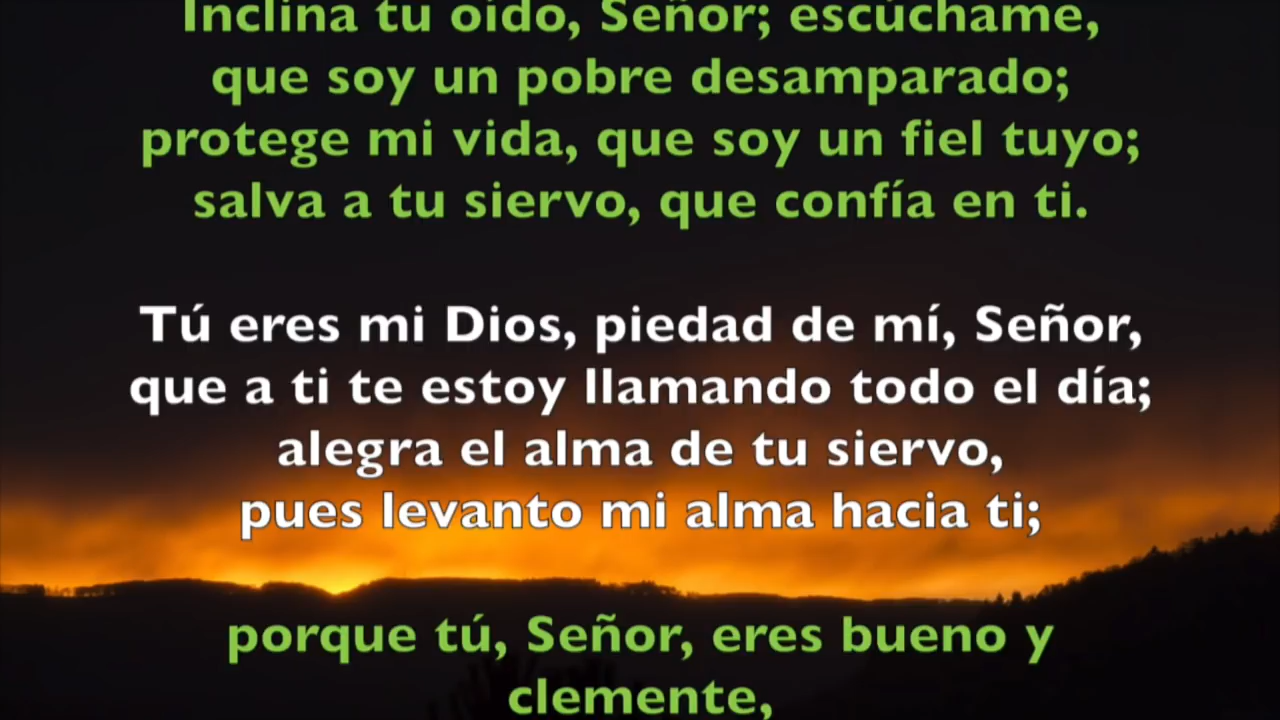 Inclina tu oído, Señor; escúchame,
que soy un pobre desamparado;
protege mi vida, que soy un fiel tuyo;
salva a tu siervo, que confía en ti.
Tú eres mi Dios, piedad de mí, Señor,
que a ti te estoy llamando todo el día;
alegra el alma de tu siervo,
pues levanto mi alma hacia ti;
porque tú, Señor, eres bueno y
clemente,